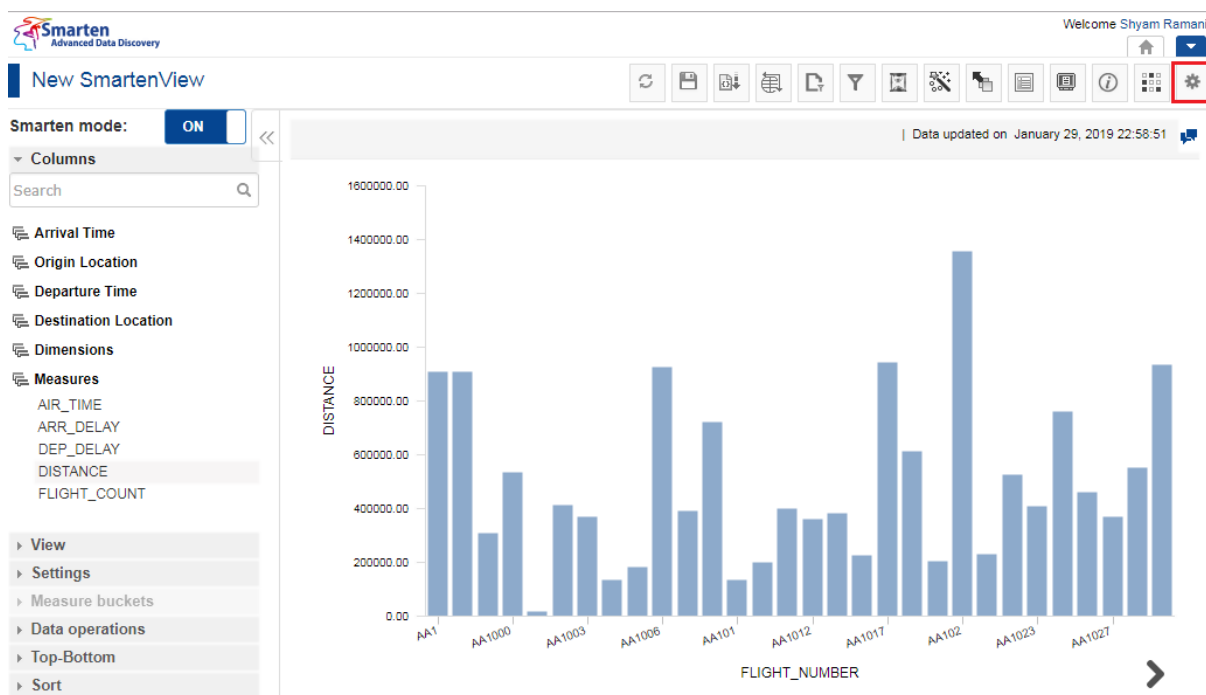 Smarten
Advanced Data Discovery
Welcome Shyam Ramani
New SmartenView
Smarten mode: ON
| Data updated on January 29, 2019 22:58:51
Columns
Search
Arrival Time
Origin Location
Departure Time
Destination Location
Dimensions
Measures
AIR_TIME
ARR_DELAY
DEP_DELAY
DISTANCE
FLIGHT_COUNT
View
Settings
Measure buckets
Data operations
Top-Bottom
Sort
1600000.00
1400000.00
1200000.00
1000000.00
800000.00
600000.00
400000.00
200000.00
0.00
DISTANCE
AA1 AA1000 AA1003 AA1006 AA101 AA1012 AA1017 AA102 AA1023 AA1027
FLIGHT_NUMBER